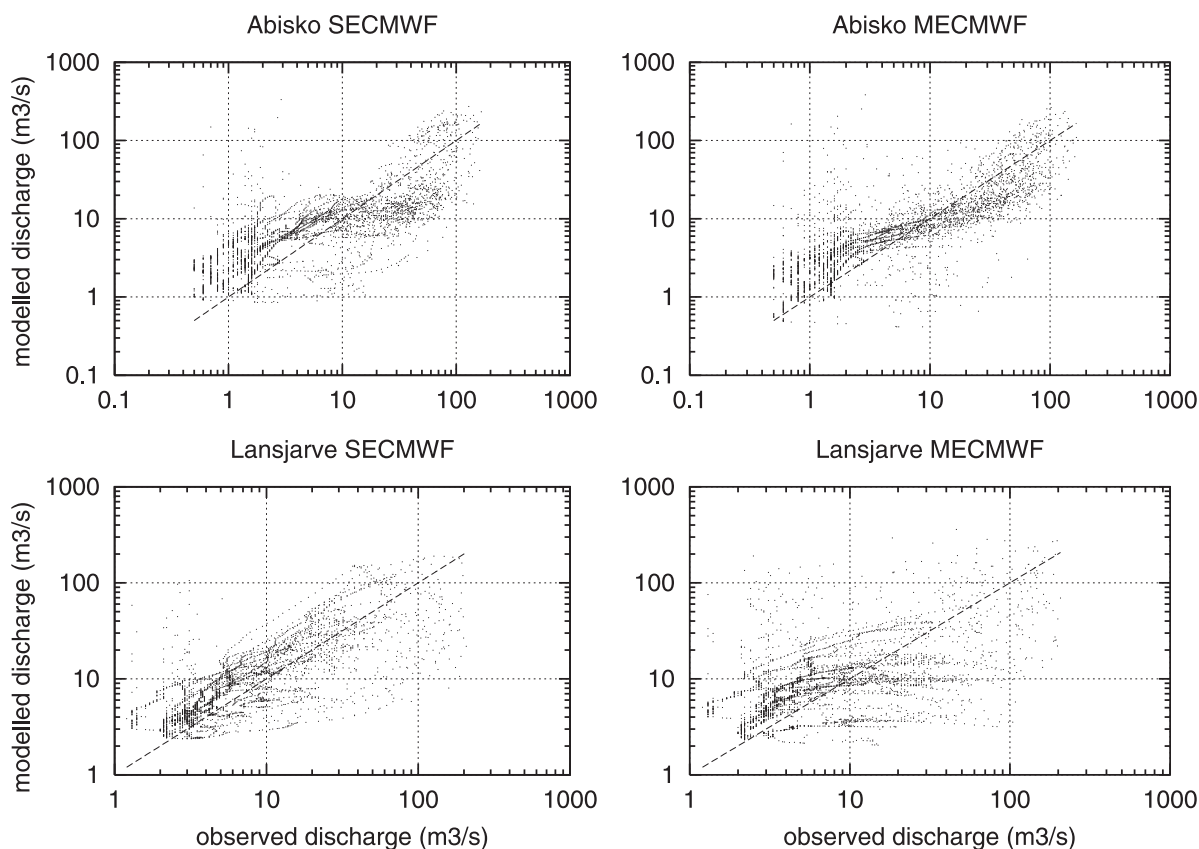 Abisko SECMWF
Abisko MECMWF
modelled discharge (m3/s)
1000
100
10
1
0.1
0.1 1 10 100 1000
1000
100
10
1
0.1
0.1 1 10 100 1000
Lansjarve SECMWF
Lansjarve MECMWF
modelled discharge (m3/s)
1000
100
10
1
1 10 100 1000
observed discharge (m3/s)
1000
100
10
1
1 10 100 1000
observed discharge (m3/s)